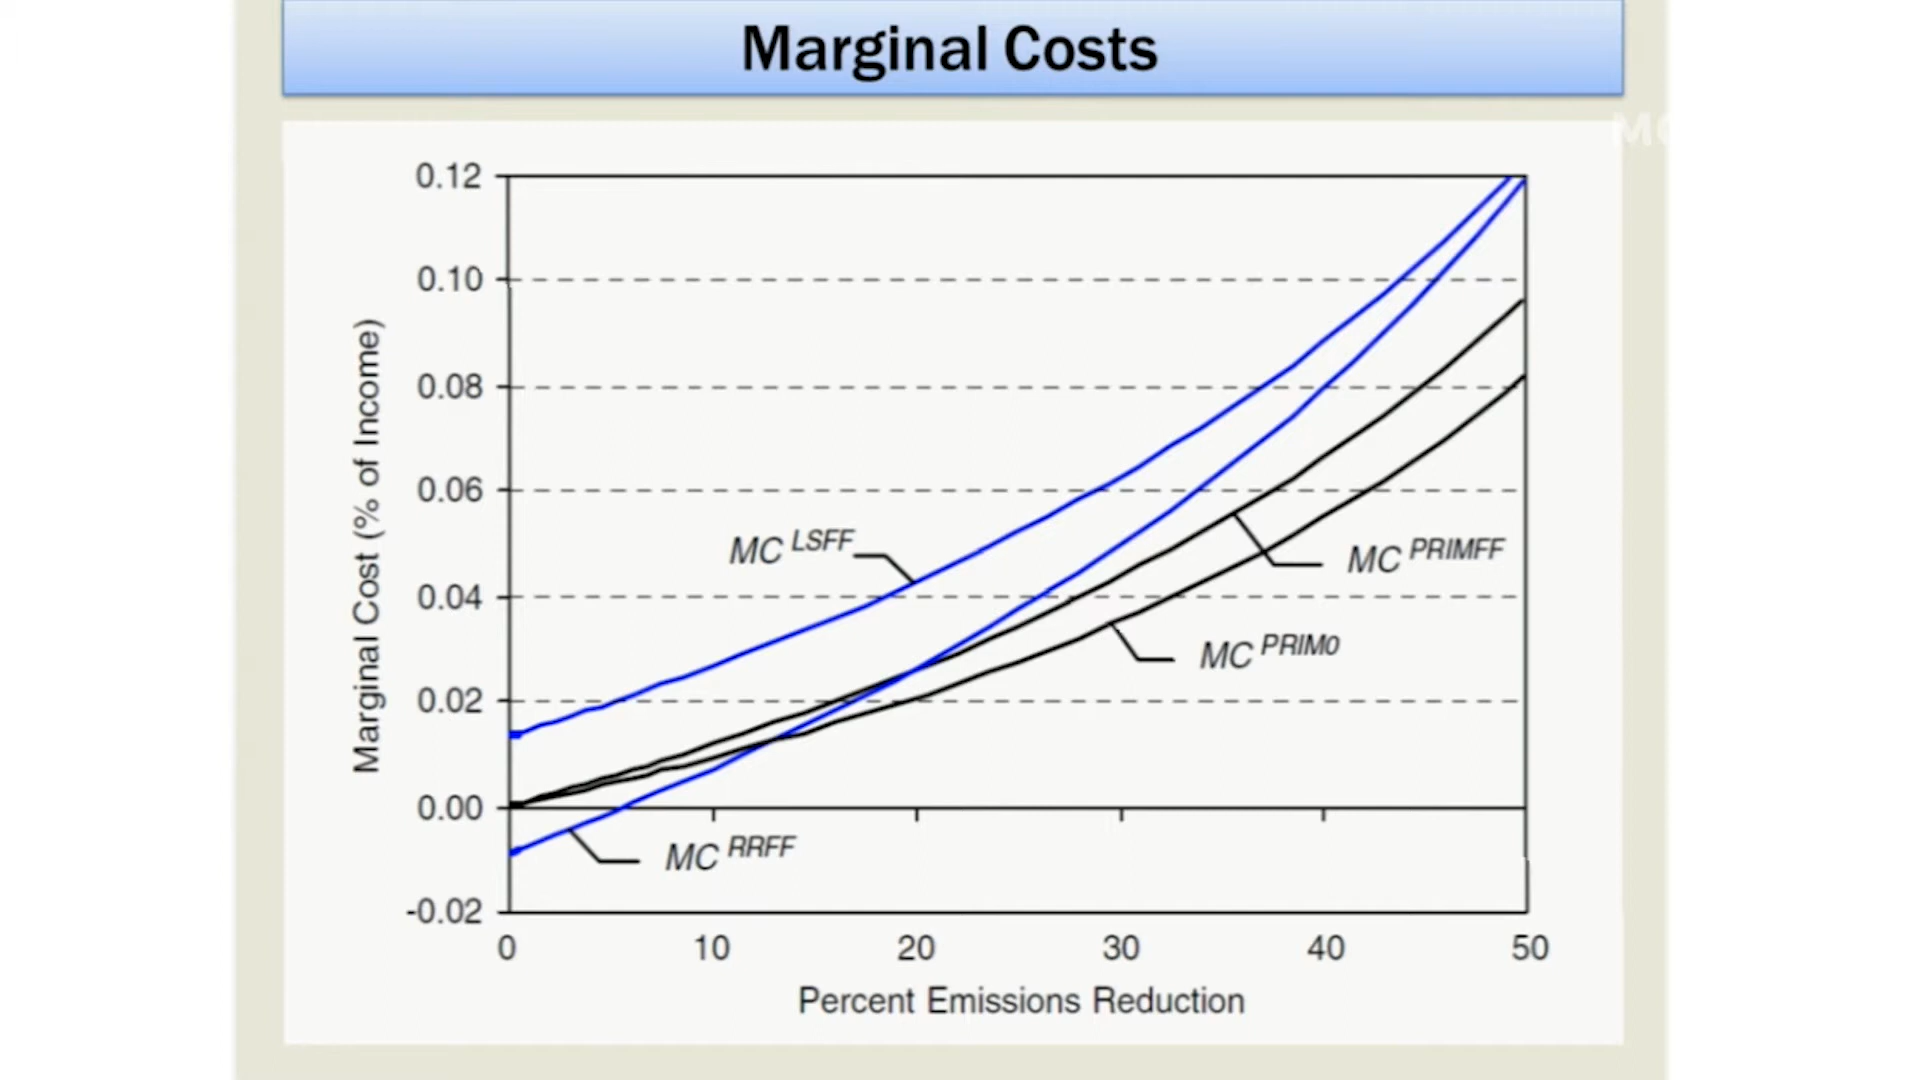 Marginal Costs
MC
0.12
0.10
0.08
0.06
0.04
0.02
0.00
-0.02
Marginal Cost (% of Income)
MC LSFF
MC PRIMFF
MC PRIMo
MC RRFF
0 10 20 30 40 50
Percent Emissions Reduction